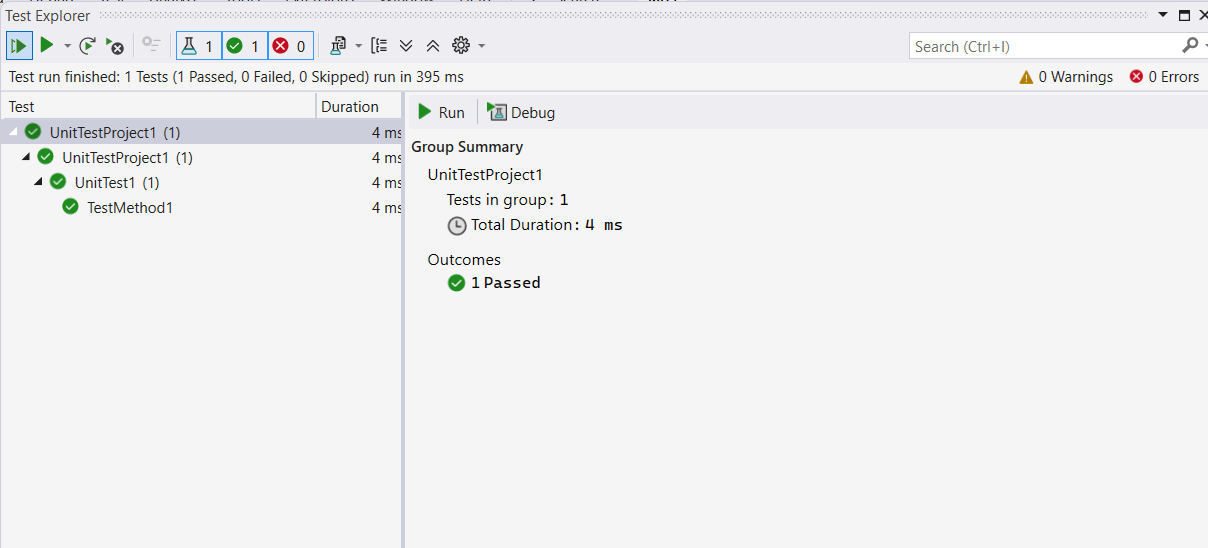 Test Explorer
1 1 0
Search (Ctrl+I)
Test run finished: 1 Tests (1 Passed, 0 Failed, 0 Skipped) run in 395 ms
0 Warnings
0 Errors
Test Duration
UnitTestProject1 (1) 4 ms
UnitTestProject1 (1) 4 ms
UnitTest1 (1) 4 ms
TestMethod1 4 ms
Run Debug
Group Summary
UnitTestProject1
Tests in group: 1
Total Duration: 4 ms
Outcomes
1 Passed